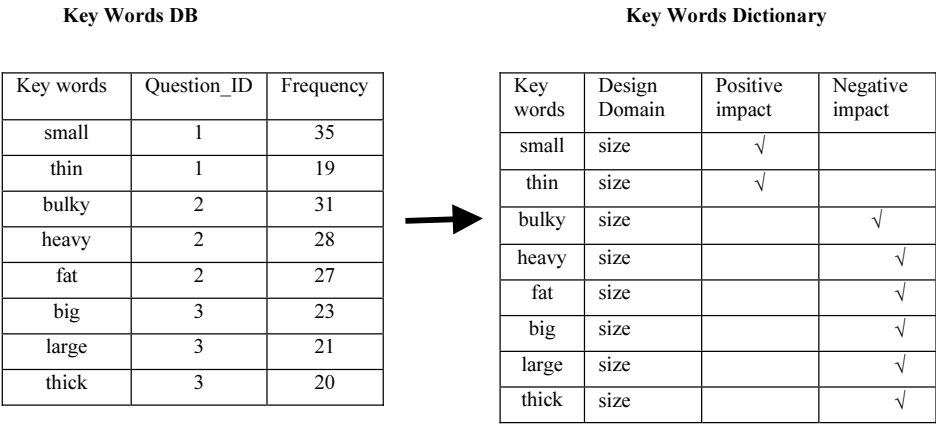 Key Words DB
Key words Question_ID Frequency
small 1 35
thin 1 19
bulky 2 31
heavy 2 28
fat 2 27
big 3 23
large 3 21
thick 3 20
Key Words Dictionary
Key words Design Domain Positive impact Negative impact
small size √
thin size √
bulky size √
heavy size √
fat size √
big size √
large size √
thick size √